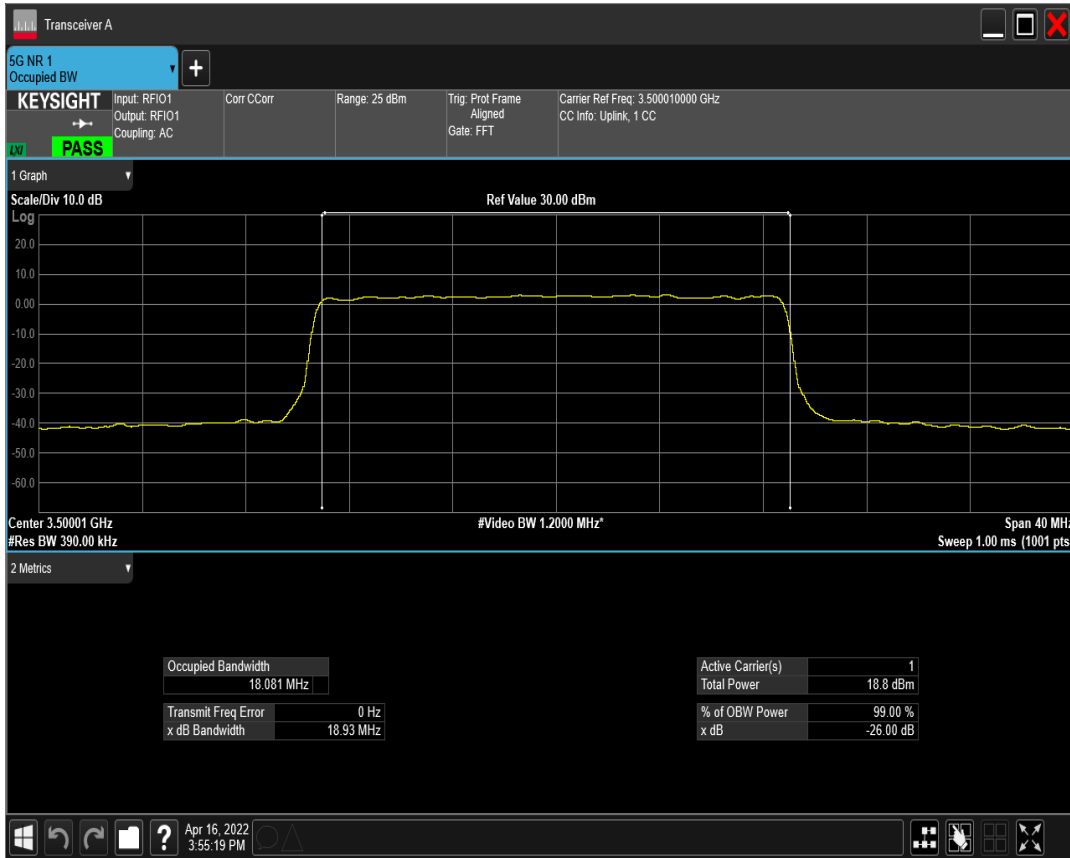 Transceiver A
5G NR 1
Occupied BW
KEYSIGHT
LXI
PASS
Input: RFIO1
Output: RFIO1
Coupling: AC
Corr CCorr
Range: 25 dBm
Trig: Prot Frame
Aligned
Gate: FFT
Carrier Ref Freq: 3.500010000 GHz
CC Info: Uplink, 1 CC
1 Graph
Scale/Div 10.0 dB
Ref Value 30.00 dBm
Log
20.0
10.0
0.00
-10.0
-20.0
-30.0
-40.0
-50.0
-60.0
Center 3.50001 GHz
#Video BW 1.2000 MHz*
Span 40 MHz
#Res BW 390.00 kHz
Sweep 1.00 ms (1001 pts
2 Metrics
Occupied Bandwidth
18.081 MHz
Transmit Freq Error 0 Hz
x dB Bandwidth 18.93 MHz
Active Carrier(s) 1
Total Power 18.8 dBm
% of OBW Power 99.00 %
x dB -26.00 dB
?
Apr 16, 2022
3:55:19 PM